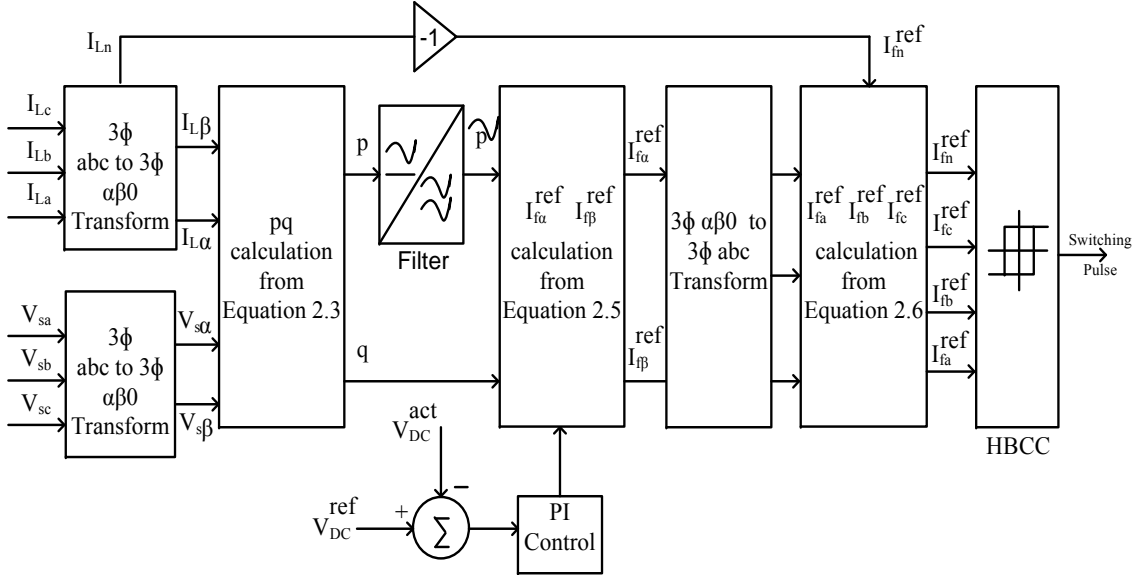 I_Ln
-1
I_fn^ref
I_Lc
I_Lb
I_La
3ϕ
abc to 3ϕ
αβ0
Transform
I_Lβ
I_Lα
V_sa
V_sb
V_sc
3ϕ
abc to 3ϕ
αβ0
Transform
V_sα
V_sβ
pq
calculation
from
Equation 2.3
p
q
Filter
p
I_fα^ref I_fβ^ref
calculation
from
Equation 2.5
I_fα^ref
I_fβ^ref
3ϕ αβ0 to
3ϕ abc
Transform
I_fa^ref I_fb^ref I_fc^ref
calculation
from
Equation 2.6
I_fn^ref
I_fc^ref
I_fb^ref
I_fa^ref
HBCC
Switching
Pulse
V_DC^act
−
V_DC^ref
+
Σ
PI
Control